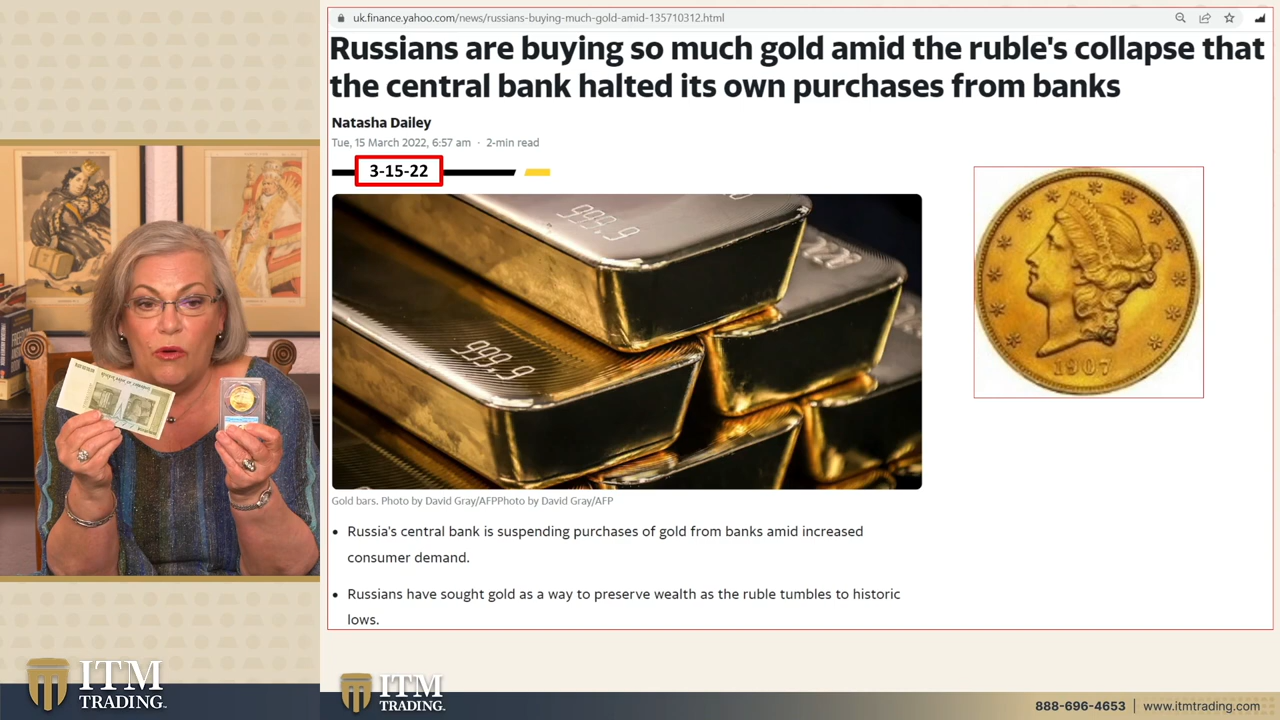 uk.finance.yahoo.com/news/russians-buying-much-gold-amid-135710312.html
Russians are buying so much gold amid the ruble's collapse that
the central bank halted its own purchases from banks
Natasha Dailey
Tue, 15 March 2022, 6:57 am · 2-min read
3-15-22
999,9
999,9
1907
Gold bars. Photo by David Gray/AFPPhoto by David Gray/AFP
• Russia's central bank is suspending purchases of gold from banks amid increased
consumer demand.
• Russians have sought gold as a way to preserve wealth as the ruble tumbles to historic
lows.
ITM
TRADING
ITM
TRADING
888-696-4653 | www.itmtrading.com